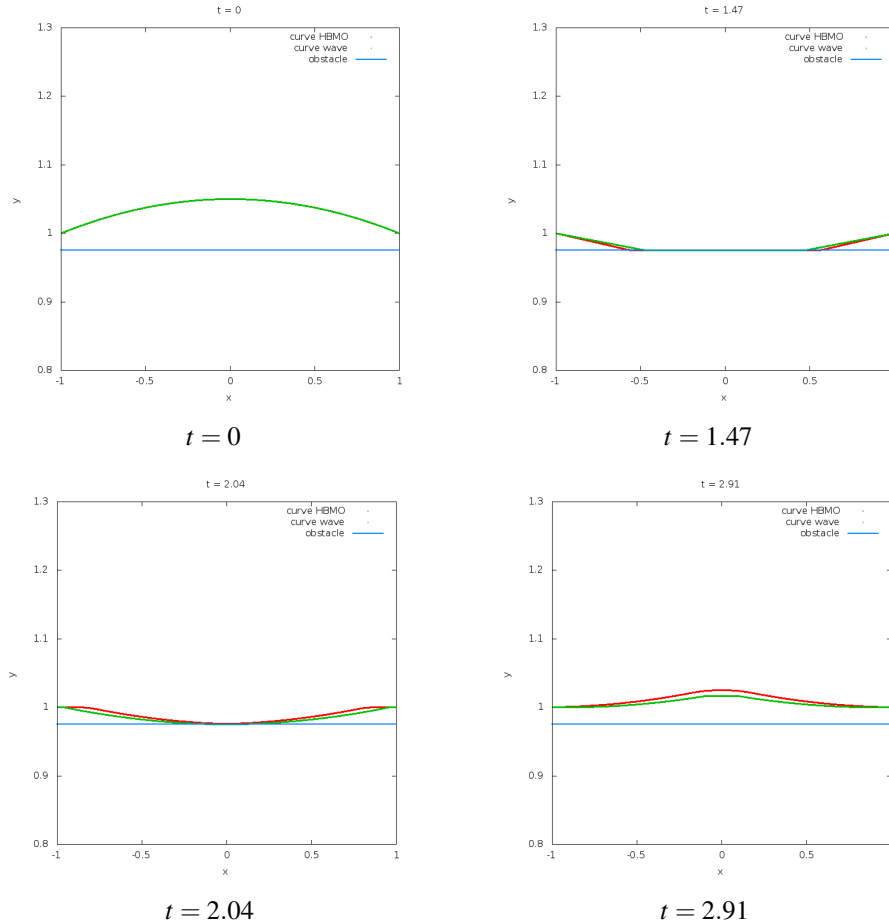 t = 0
1.3
curve HBMO
curve wave
obstacle
1.2
1.1
y
1
0.9
0.8
-1 -0.5 0 0.5 1
x
t = 0
t = 1.47
1.3
curve HBMO
curve wave
obstacle
1.2
1.1
y
1
0.9
0.8
-1 -0.5 0 0.5
x
t = 1.47
t = 2.04
1.3
curve HBMO
curve wave
obstacle
1.2
1.1
y
1
0.9
0.8
-1 -0.5 0 0.5 1
x
t = 2.04
t = 2.91
1.3
curve HBMO
curve wave
obstacle
1.2
1.1
y
1
0.9
0.8
-1 -0.5 0 0.5
x
t = 2.91